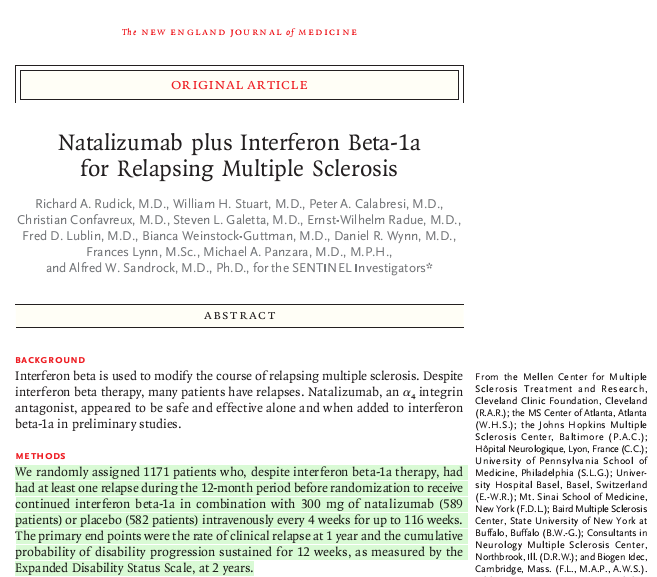 The NEW ENGLAND JOURNAL of MEDICINE
ORIGINAL ARTICLE
Natalizumab plus Interferon Beta-1a
for Relapsing Multiple Sclerosis
Richard A. Rudick, M.D., William H. Stuart, M.D., Peter A. Calabresi, M.D.,
Christian Confavreux, M.D., Steven L. Galetta, M.D., Ernst-Wilhelm Radue, M.D.,
Fred D. Lublin, M.D., Bianca Weinstock-Guttman, M.D., Daniel R. Wynn, M.D.,
Frances Lynn, M.Sc., Michael A. Panzara, M.D., M.P.H.,
and Alfred W. Sandrock, M.D., Ph.D., for the SENTINEL Investigators*
ABSTRACT
BACKGROUND
Interferon beta is used to modify the course of relapsing multiple sclerosis. Despite
interferon beta therapy, many patients have relapses. Natalizumab, an α4 integrin
antagonist, appeared to be safe and effective alone and when added to interferon
beta-1a in preliminary studies.
METHODS
We randomly assigned 1171 patients who, despite interferon beta-1a therapy, had
had at least one relapse during the 12-month period before randomization to receive
continued interferon beta-1a in combination with 300 mg of natalizumab (589
patients) or placebo (582 patients) intravenously every 4 weeks for up to 116 weeks.
The primary end points were the rate of clinical relapse at 1 year and the cumulative
probability of disability progression sustained for 12 weeks, as measured by the
Expanded Disability Status Scale, at 2 years.
From the Mellen Center for Multiple
Sclerosis Treatment and Research,
Cleveland Clinic Foundation, Cleveland
(R.A.R.); the MS Center of Atlanta, Atlanta
(W.H.S.); the Johns Hopkins Multiple
Sclerosis Center, Baltimore (P.A.C.);
Hôpital Neurologique, Lyon, France (C.C.);
University of Pennsylvania School of
Medicine, Philadelphia (S.L.G.); Univer-
sity Hospital Basel, Basel, Switzerland
(E.-W.R.); Mt. Sinai School of Medicine,
New York (F.D.L.); Baird Multiple Sclerosis
Center, State University of New York at
Buffalo, Buffalo (B.W.-G.); Consultants in
Neurology Multiple Sclerosis Center,
Northbrook, Ill. (D.R.W.); and Biogen Idec,
Cambridge, Mass. (F.L., M.A.P., A.W.S.).